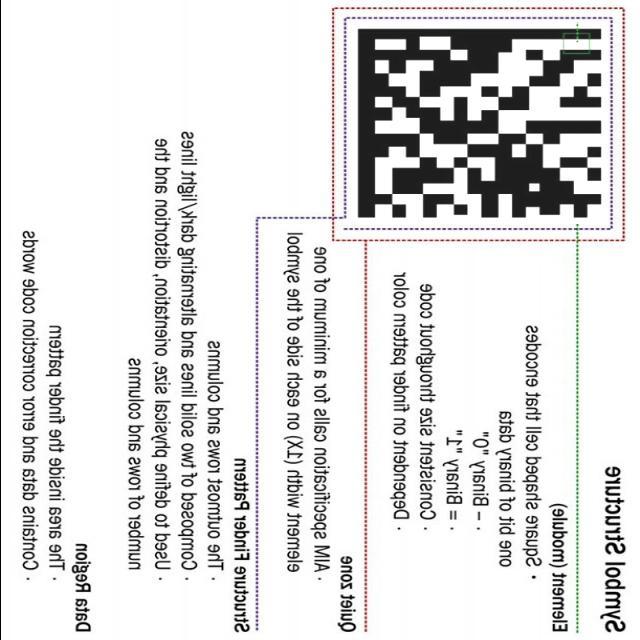 Symbol Structure
Element (module)
• Square shaped cell that encodes
one bit of binary data
· – Binary "0"
· = Binary "1"
· Consistent size throughout code
· Dependent on finder pattern color
Quiet zone
· AIM specification calls for a minimum of one
element width (1X) on each side of the symbol
Structure Finder Pattern
· The outmost rows and columns
· Composed of two solid lines and alternating dark/light lines
· Used to define physical size, orientation, distortion and the
number of rows and columns
Data Region
· The area inside the finder pattern
· Contains data and error correction code words